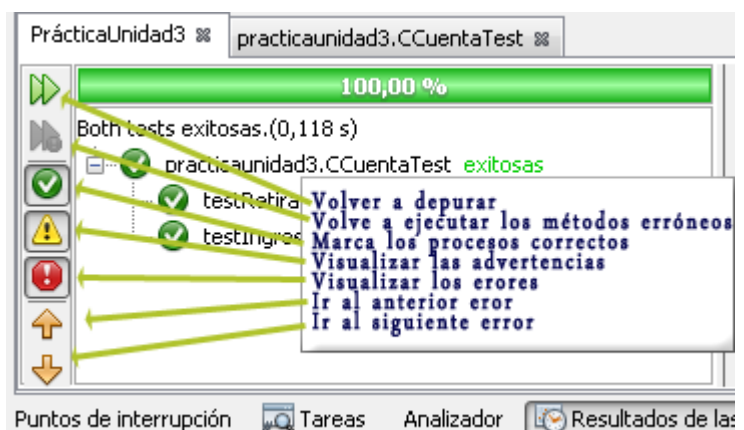 PrácticaUnidad3
practicaunidad3.CCuentaTest
100,00 %
Both tests exitosas.(0,118 s)
practicaunidad3.CCuentaTest exitosas
testRetira
testIngres
Volver a depurar
Volve a ejecutar los métodos erróneos
Marca los procesos correctos
Visualizar las advertencias
Visualizar los erores
Ir al anterior eror
Ir al siguiente error
Puntos de interrupción Tareas Analizador Resultados de las